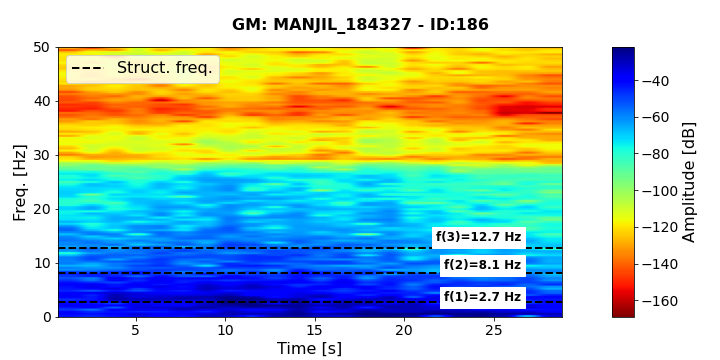 GM: MANJIL_184327 - ID:186
50
40
30
20
10
0
Freq. [Hz]
Struct. freq.
f(3)=12.7 Hz
f(2)=8.1 Hz
f(1)=2.7 Hz
5
10
15
20
25
Time [s]
−40
−60
−80
−100
−120
−140
−160
Amplitude [dB]